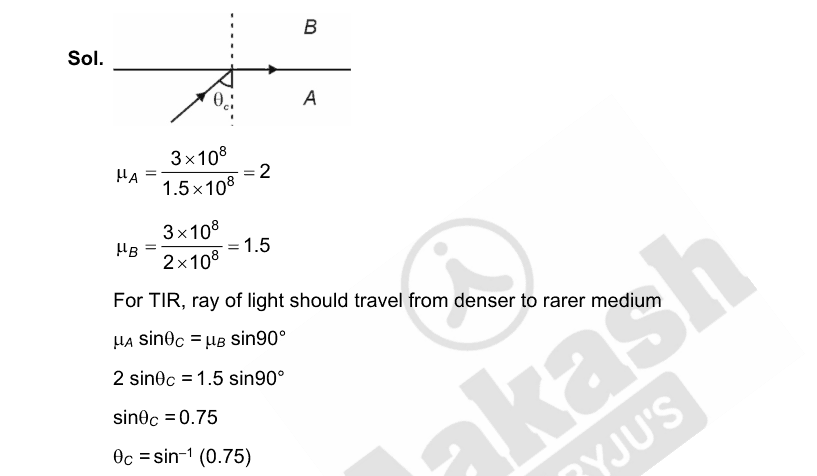 B
Sol.
θc
A
μA = 3×10⁸ / 1.5×10⁸ = 2
μB = 3×10⁸ / 2×10⁸ = 1.5
For TIR, ray of light should travel from denser to rarer medium
μA sinθC = μB sin90°
2 sinθC = 1.5 sin90°
sinθC = 0.75
θC = sin⁻¹ (0.75)
Aakash
BYJU'S